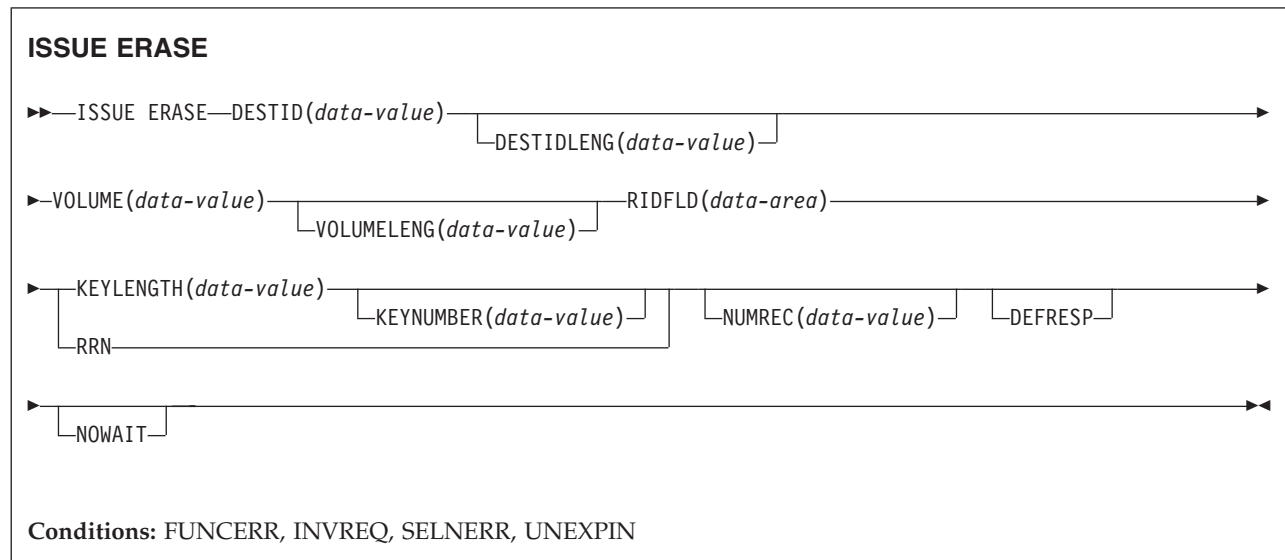 ISSUE ERASE
ISSUE ERASE DESTID(data-value)
DESTIDLENG(data-value)
VOLUME(data-value) RIDFLD(data-area)
VOLUMELENG(data-value)
KEYLENGTH(data-value)
KEYNUMBER(data-value) NUMREC(data-value) DEFRESP
RRN
NOWAIT
Conditions: FUNCERR, INVREQ, SELNERR, UNEXPIN